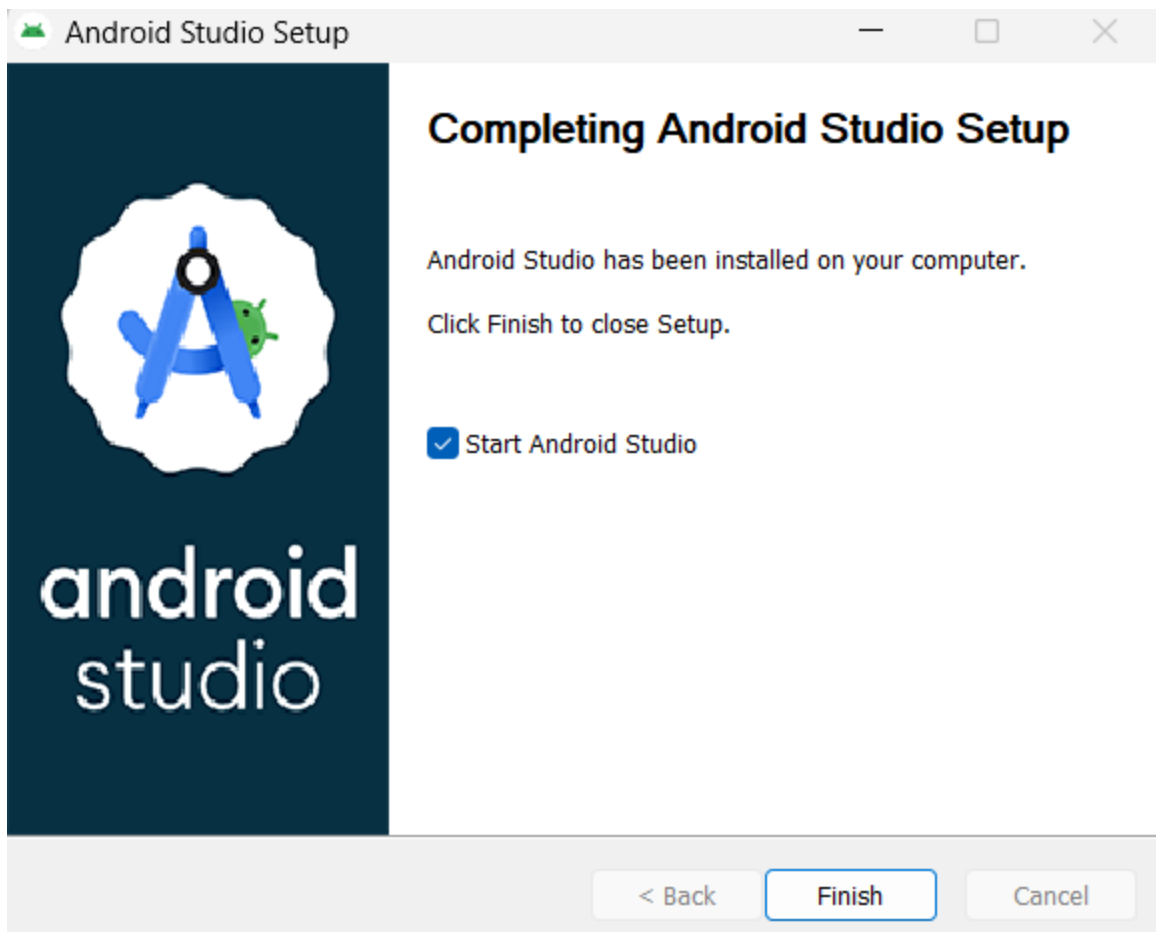 Android Studio Setup
Completing Android Studio Setup
Android Studio has been installed on your computer.
Click Finish to close Setup.
Start Android Studio
android
studio
< Back
Finish
Cancel